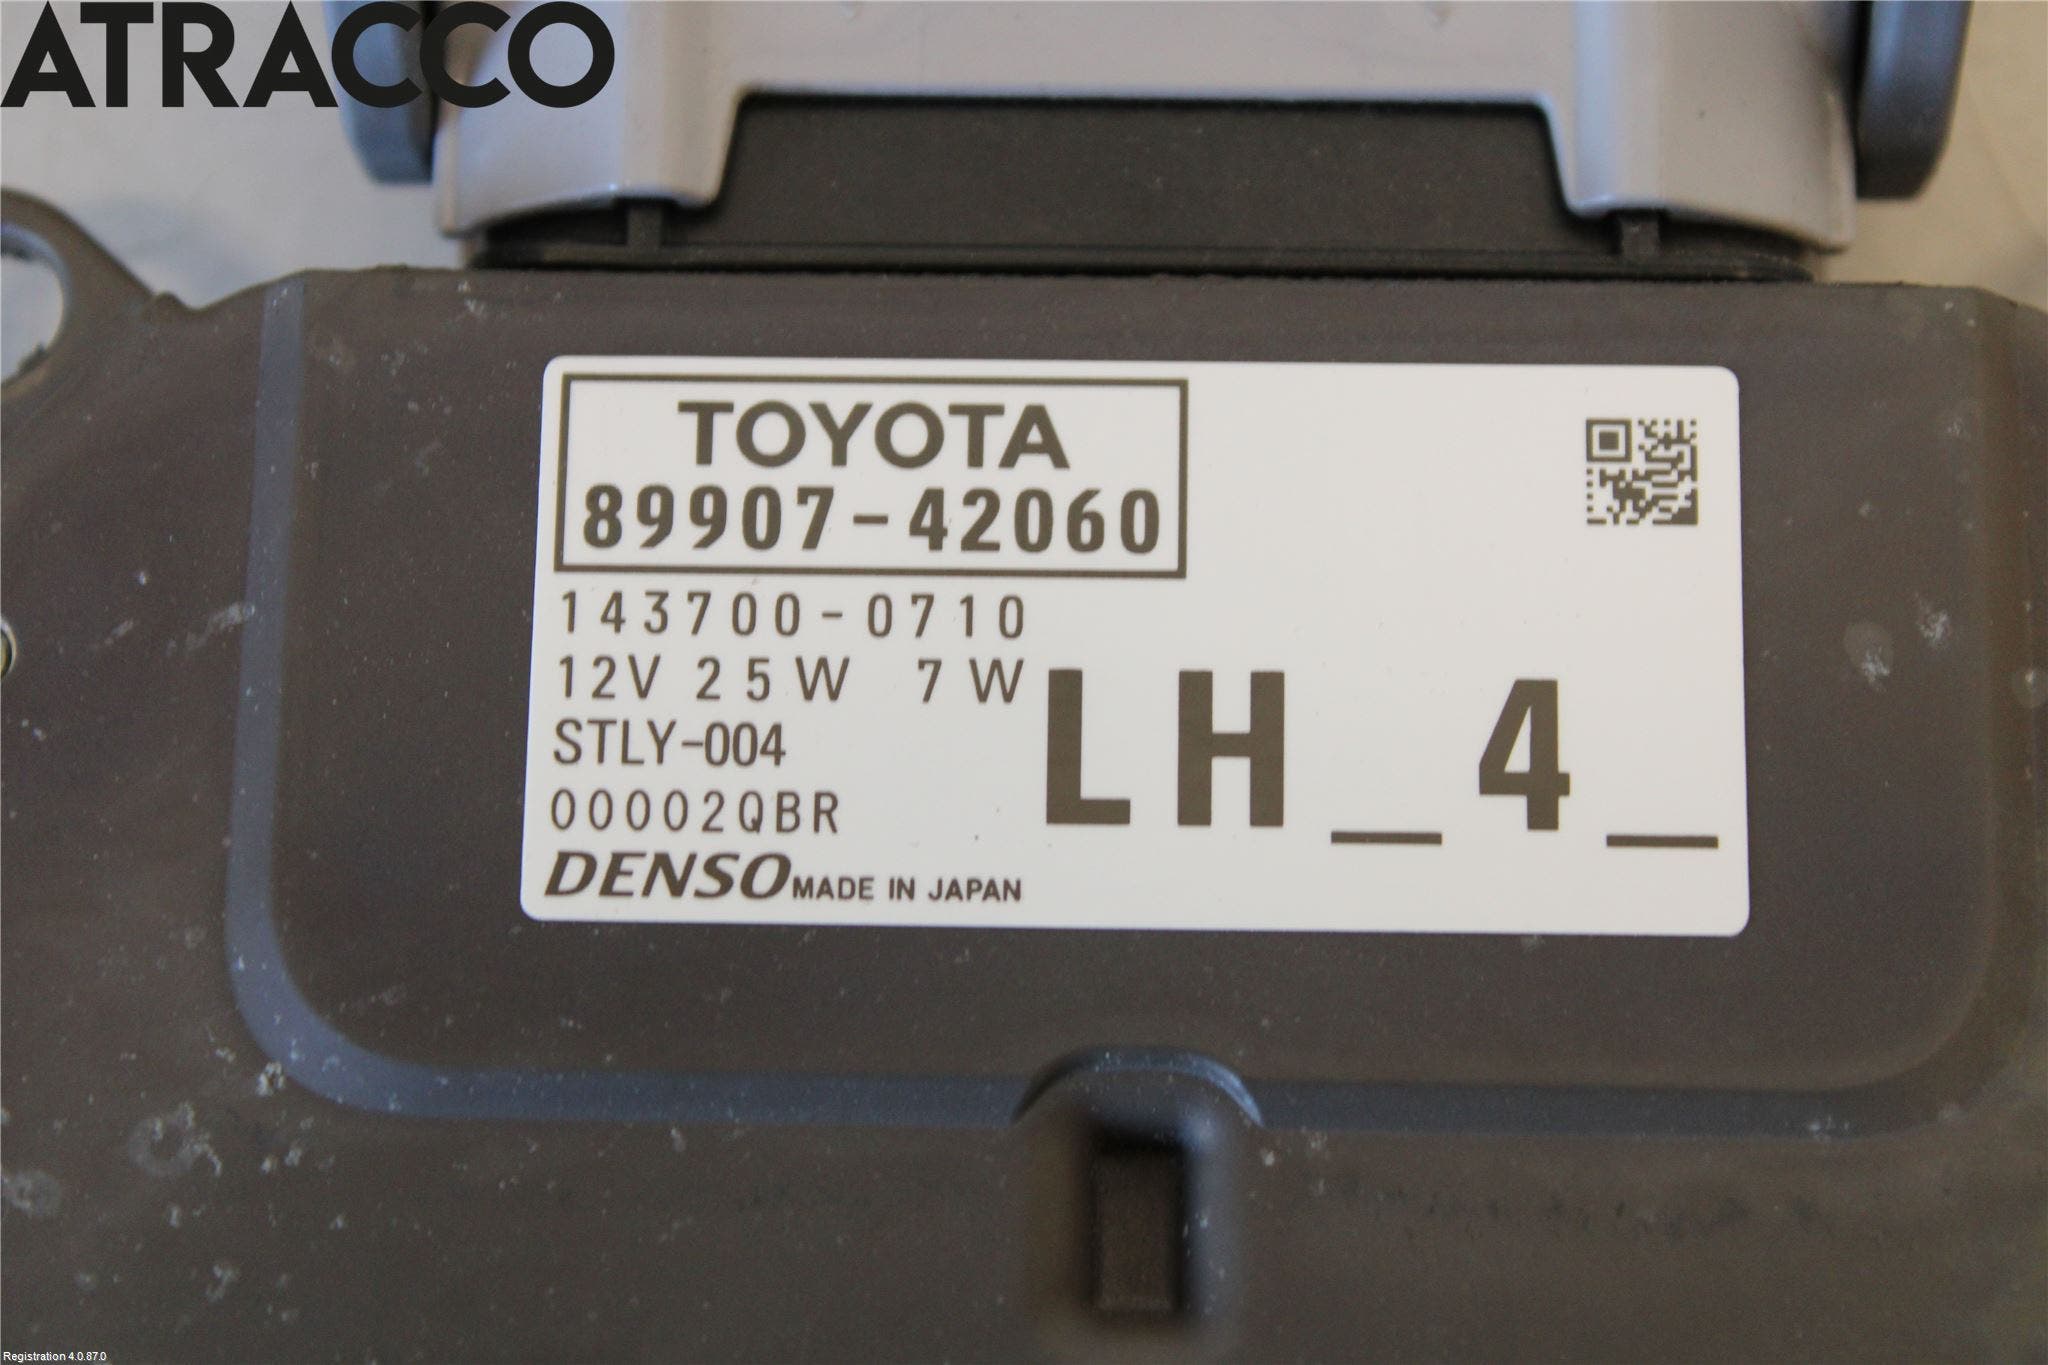 ATRACCO
TOYOTA
89907-42060
143700-0710
12V 25W 7W
STLY-004
00002QBR
LH_4_
DENSO MADE IN JAPAN
Registration 4.0.87.0